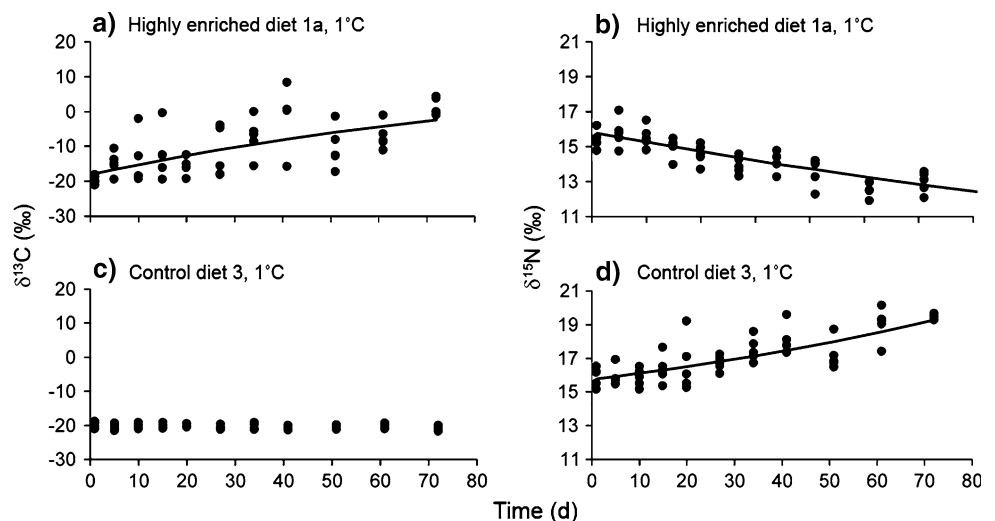 a) Highly enriched diet 1a, 1°C
20
10
0
-10
-20
-30
b) Highly enriched diet 1a, 1°C
21
19
17
15
13
11
δ13C (‰)
δ15N (‰)
c) Control diet 3, 1°C
20
10
0
-10
-20
-30
0 10 20 30 40 50 60 70 80
d) Control diet 3, 1°C
21
19
17
15
13
11
0 10 20 30 40 50 60 70 80
Time (d)